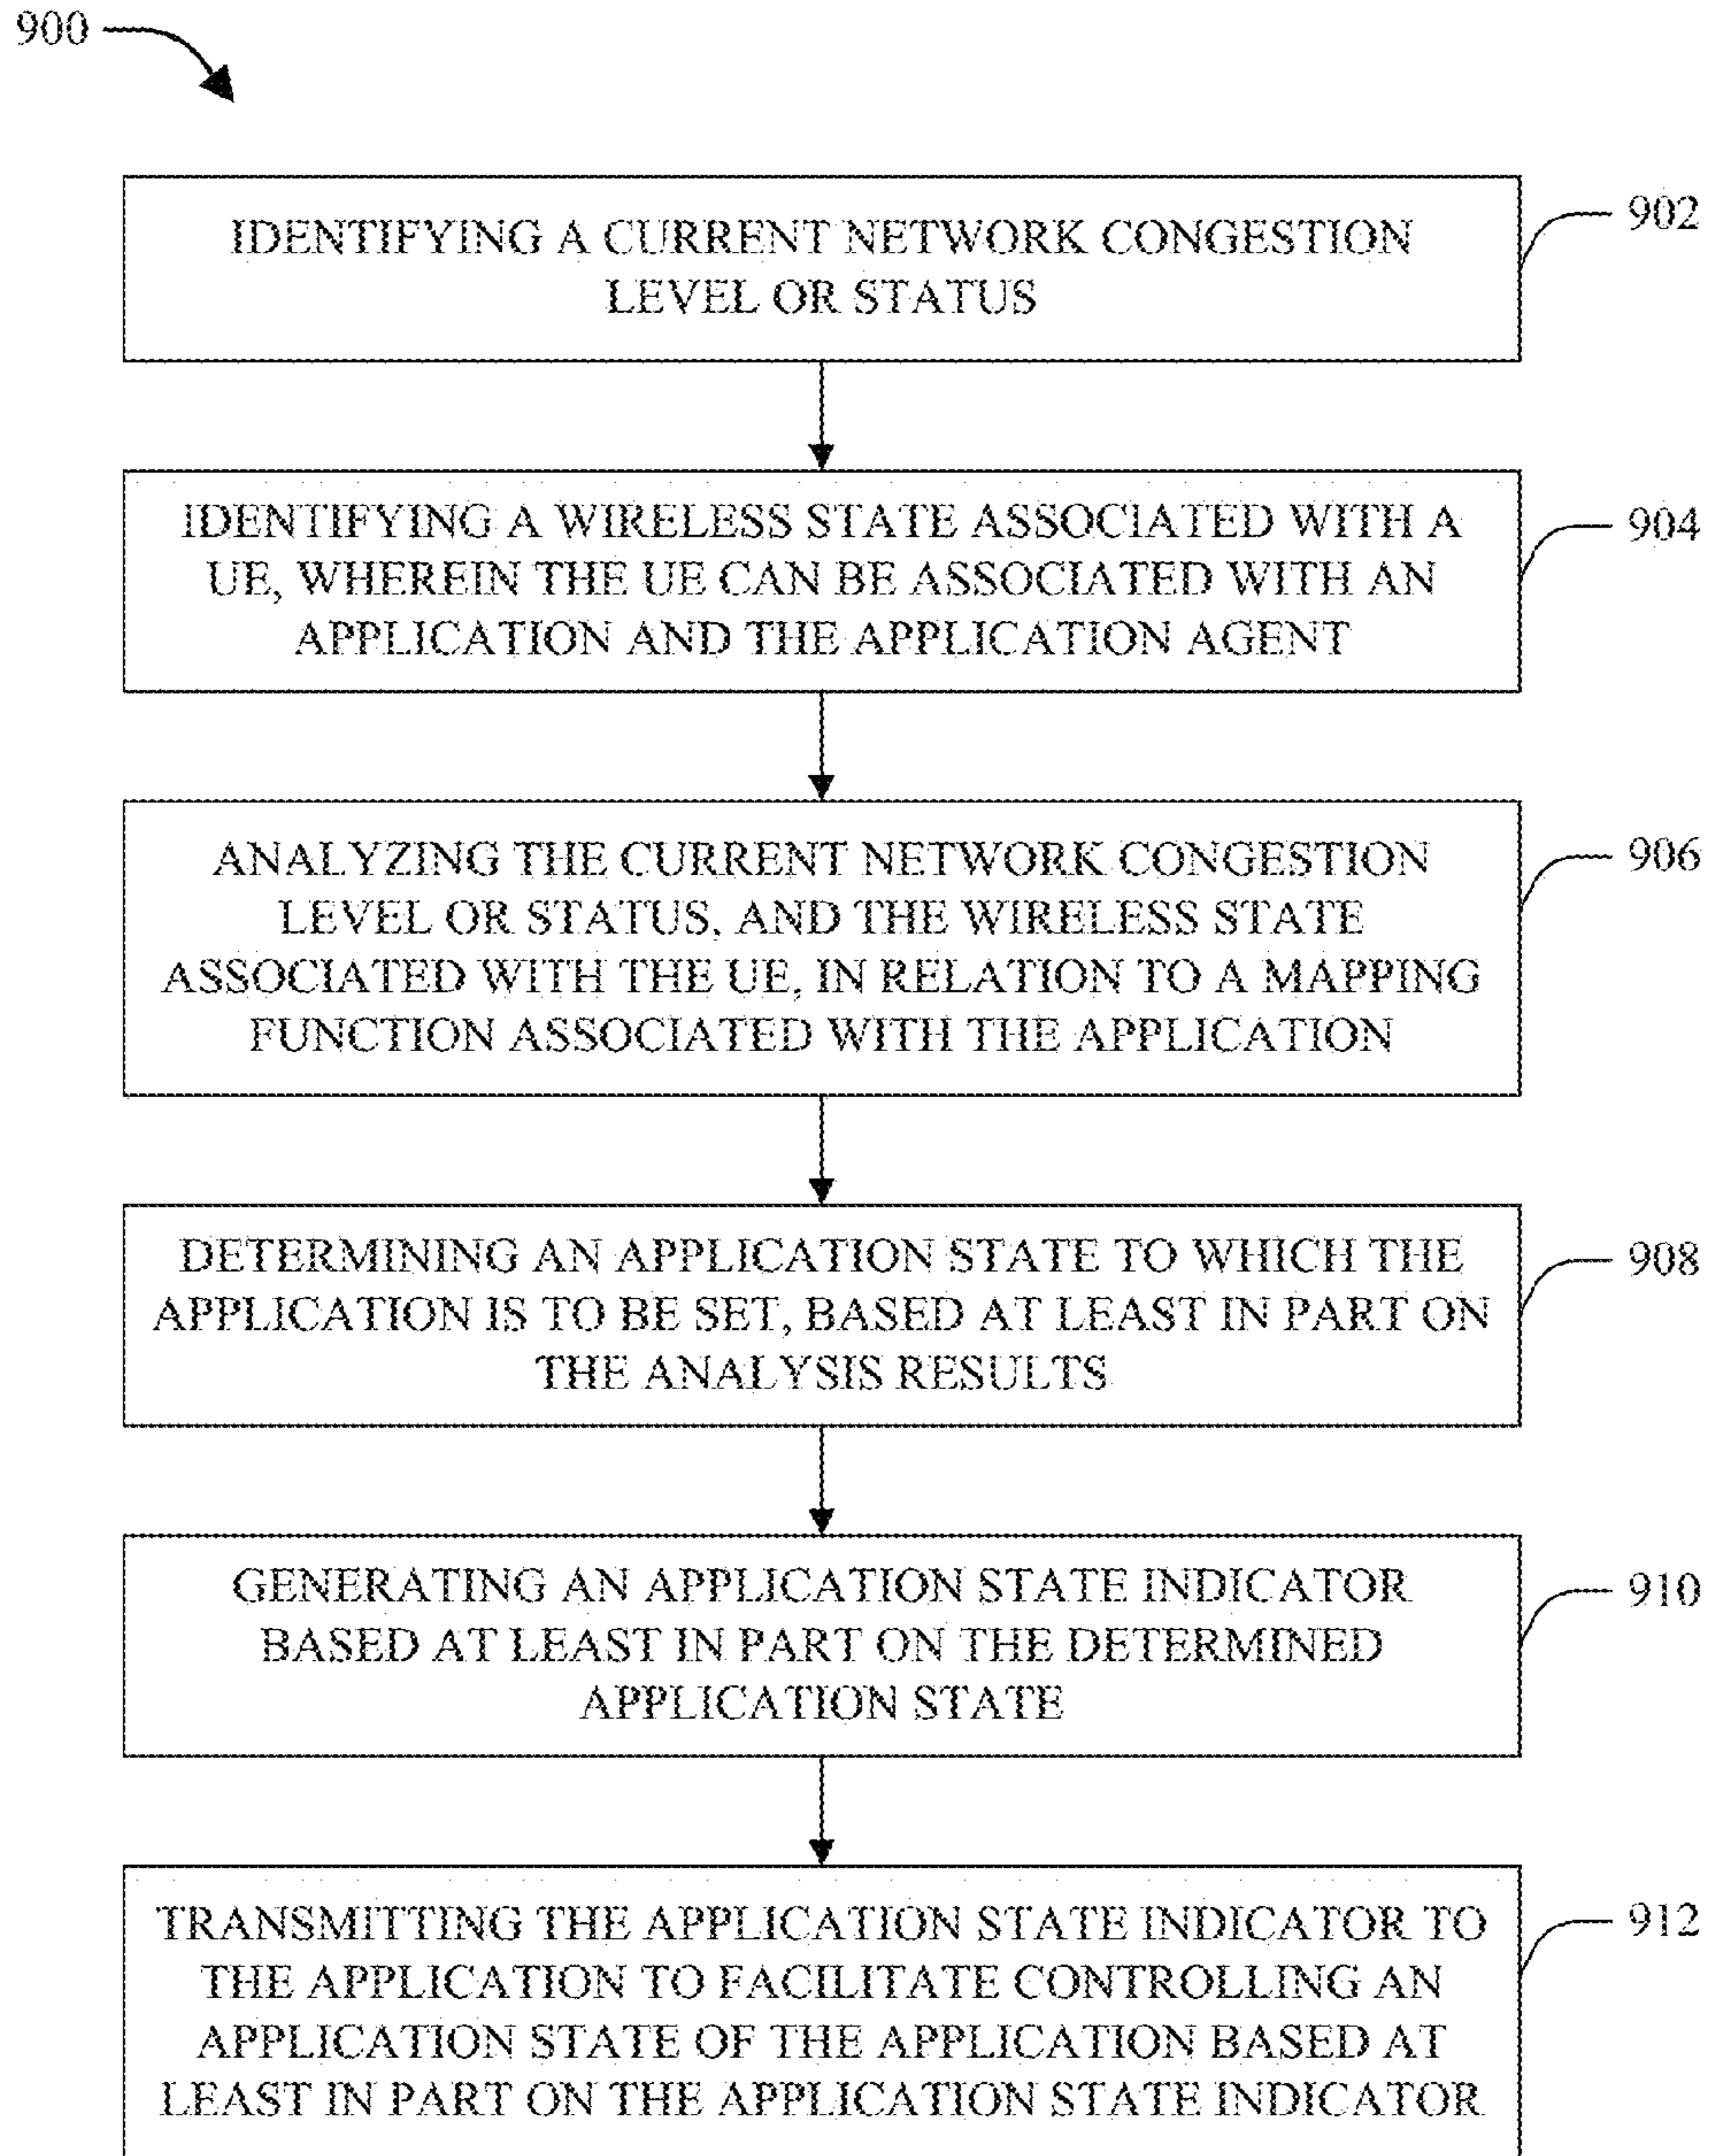 900
IDENTIFYING A CURRENT NETWORK CONGESTION
LEVEL OR STATUS
902
IDENTIFYING A WIRELESS STATE ASSOCIATED WITH A
UE, WHEREIN THE UE CAN BE ASSOCIATED WITH AN
APPLICATION AND THE APPLICATION AGENT
904
ANALYZING THE CURRENT NETWORK CONGESTION
LEVEL OR STATUS, AND THE WIRELESS STATE
ASSOCIATED WITH THE UE, IN RELATION TO A MAPPING
FUNCTION ASSOCIATED WITH THE APPLICATION
906
DETERMINING AN APPLICATION STATE TO WHICH THE
APPLICATION IS TO BE SET, BASED AT LEAST IN PART ON
THE ANALYSIS RESULTS
908
GENERATING AN APPLICATION STATE INDICATOR
BASED AT LEAST IN PART ON THE DETERMINED
APPLICATION STATE
910
TRANSMITTING THE APPLICATION STATE INDICATOR TO
THE APPLICATION TO FACILITATE CONTROLLING AN
APPLICATION STATE OF THE APPLICATION BASED AT
LEAST IN PART ON THE APPLICATION STATE INDICATOR
912